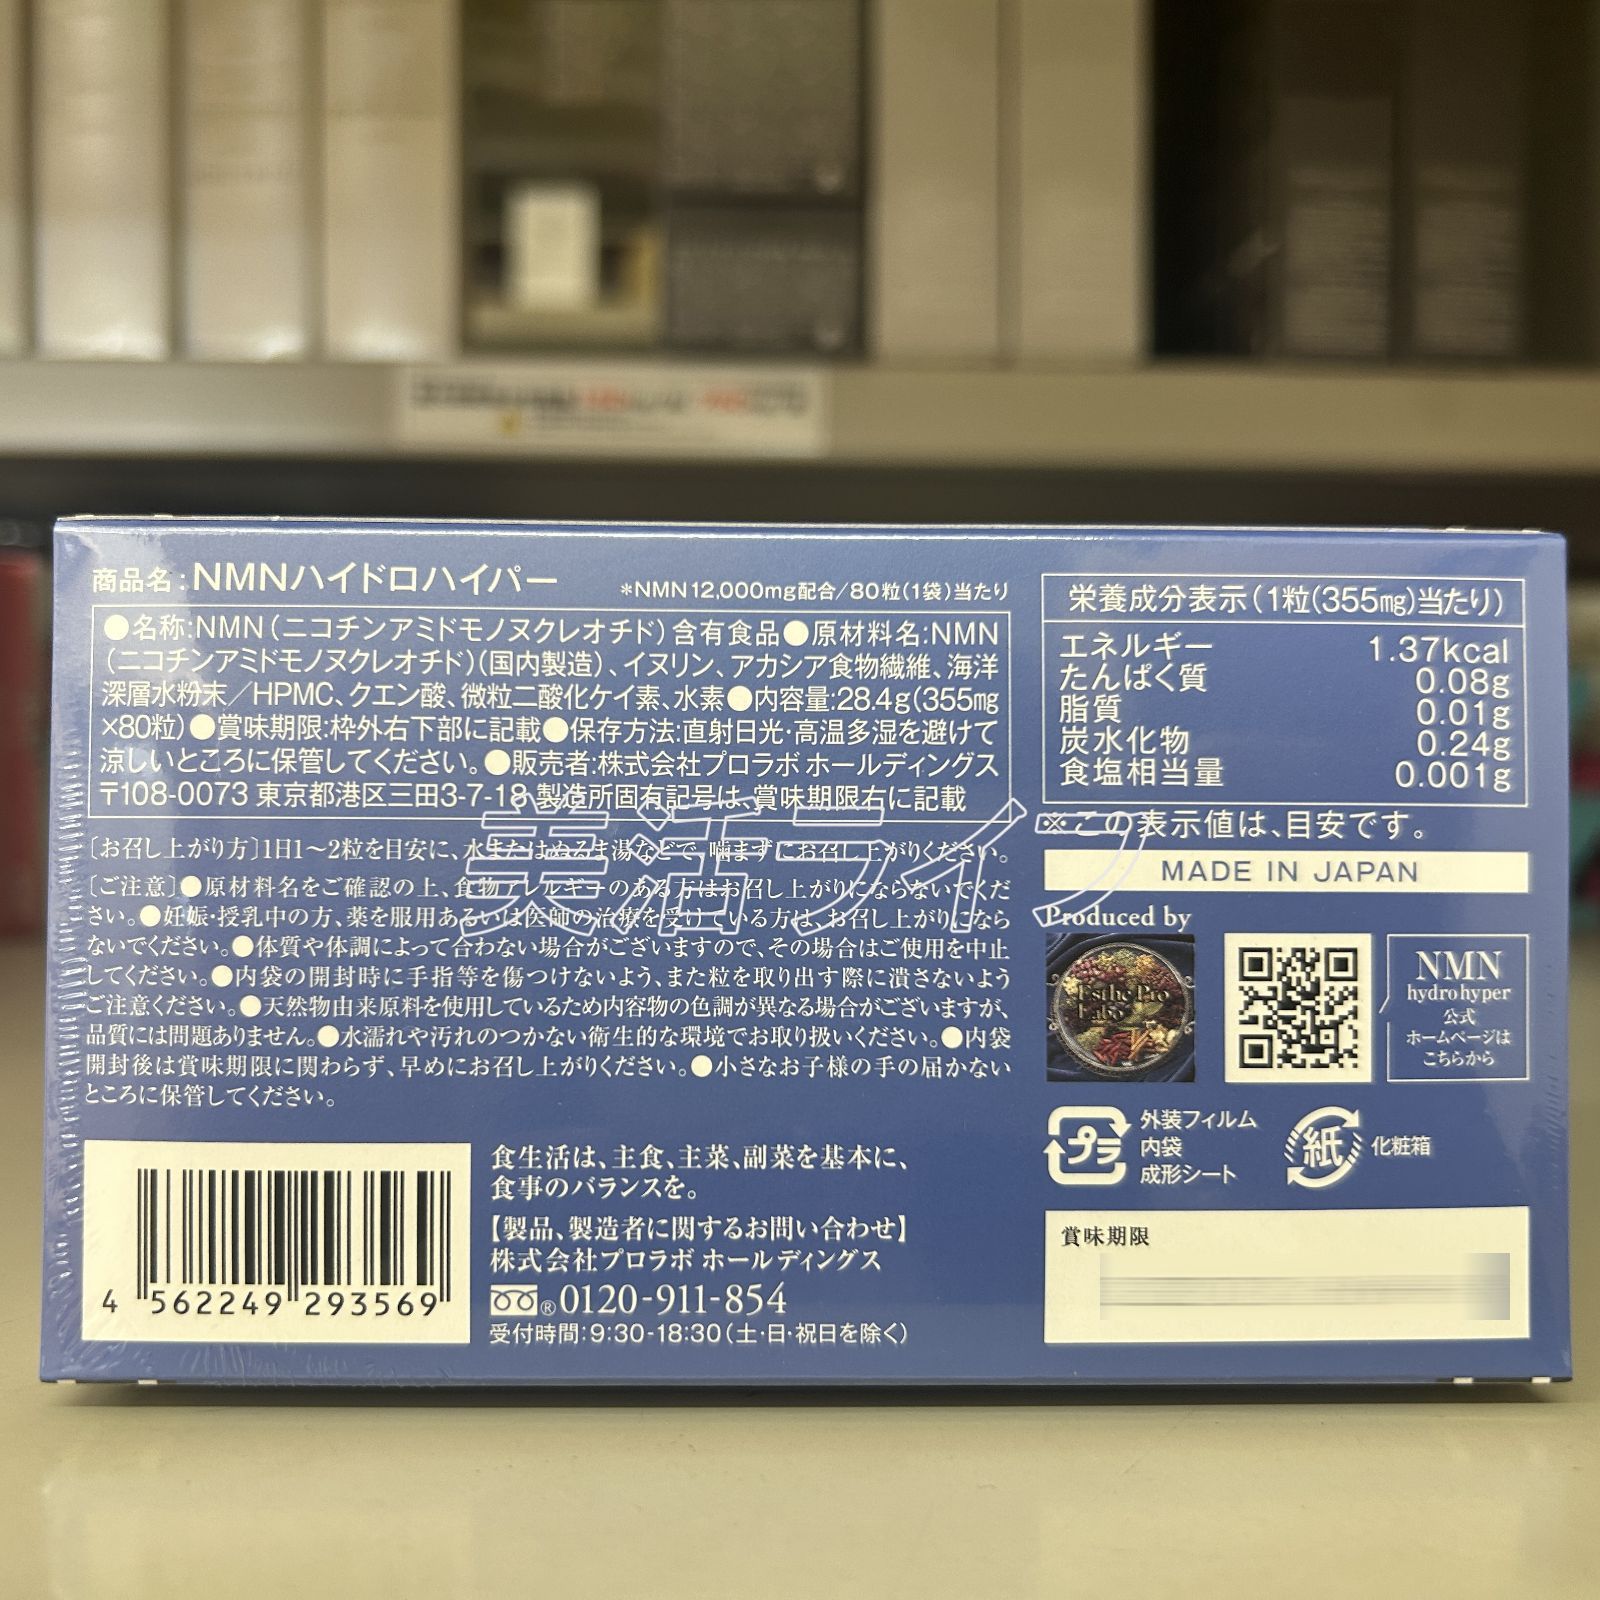 商品名:NMNハイドロハイパー
*NMN12,000mg配合/80粒(1袋)当たり
●名称:NMN(ニコチンアミドモノヌクレオチド)含有食品●原材料名:NMN
(ニコチンアミドモノヌクレオチド)(国内製造)、イヌリン、アカシア食物繊維、海洋
深層水粉末/HPMC、クエン酸、微粒二酸化ケイ素、水素●内容量:28.4g(355mg
×80粒)●賞味期限:枠外右下部に記載●保存方法:直射日光・高温多湿を避けて
涼しいところに保管してください。●販売者:株式会社プロラボ ホールディングス
〒108-0073 東京都港区三田3-7-18 製造所固有記号は、賞味期限右に記載
美活ライフ
〔お召し上がり方〕1日1~2粒を目安に、水またはぬるま湯などで、噛まずにお召し上がりください。
〔ご注意〕●原材料名をご確認の上、食物アレルギーのある方はお召し上がりにならないでくだ
さい。●妊娠・授乳中の方、薬を服用あるいは医師の治療を受けている方は、お召し上がりになら
ないでください。●体質や体調によって合わない場合がございますので、その場合はご使用を中止
してください。●内袋の開封時に手指等を傷つけないよう、また粒を取り出す際に潰さないよう
ご注意ください。●天然物由来原料を使用しているため内容物の色調が異なる場合がございますが、
品質には問題ありません。●水濡れや汚れのつかない衛生的な環境でお取り扱いください。●内袋
開封後は賞味期限に関わらず、早めにお召し上がりください。●小さなお子様の手の届かない
ところに保管してください。
4 562249 293569
食生活は、主食、主菜、副菜を基本に、
食事のバランスを。
【製品、製造者に関するお問い合わせ】
株式会社プロラボ ホールディングス
®0120-911-854
受付時間:9:30-18:30(土・日・祝日を除く)
栄養成分表示(1粒(355mg)当たり)
エネルギー 1.37kcal
たんぱく質 0.08g
脂質 0.01g
炭水化物 0.24g
食塩相当量 0.001g
※この表示値は、目安です。
MADE IN JAPAN
Produced by
Esthe Pro
Labo
NMN
hydro hyper
公式
ホームページは
こちらから
プラ
外装フィルム
内袋
成形シート
紙
化粧箱
賞味期限